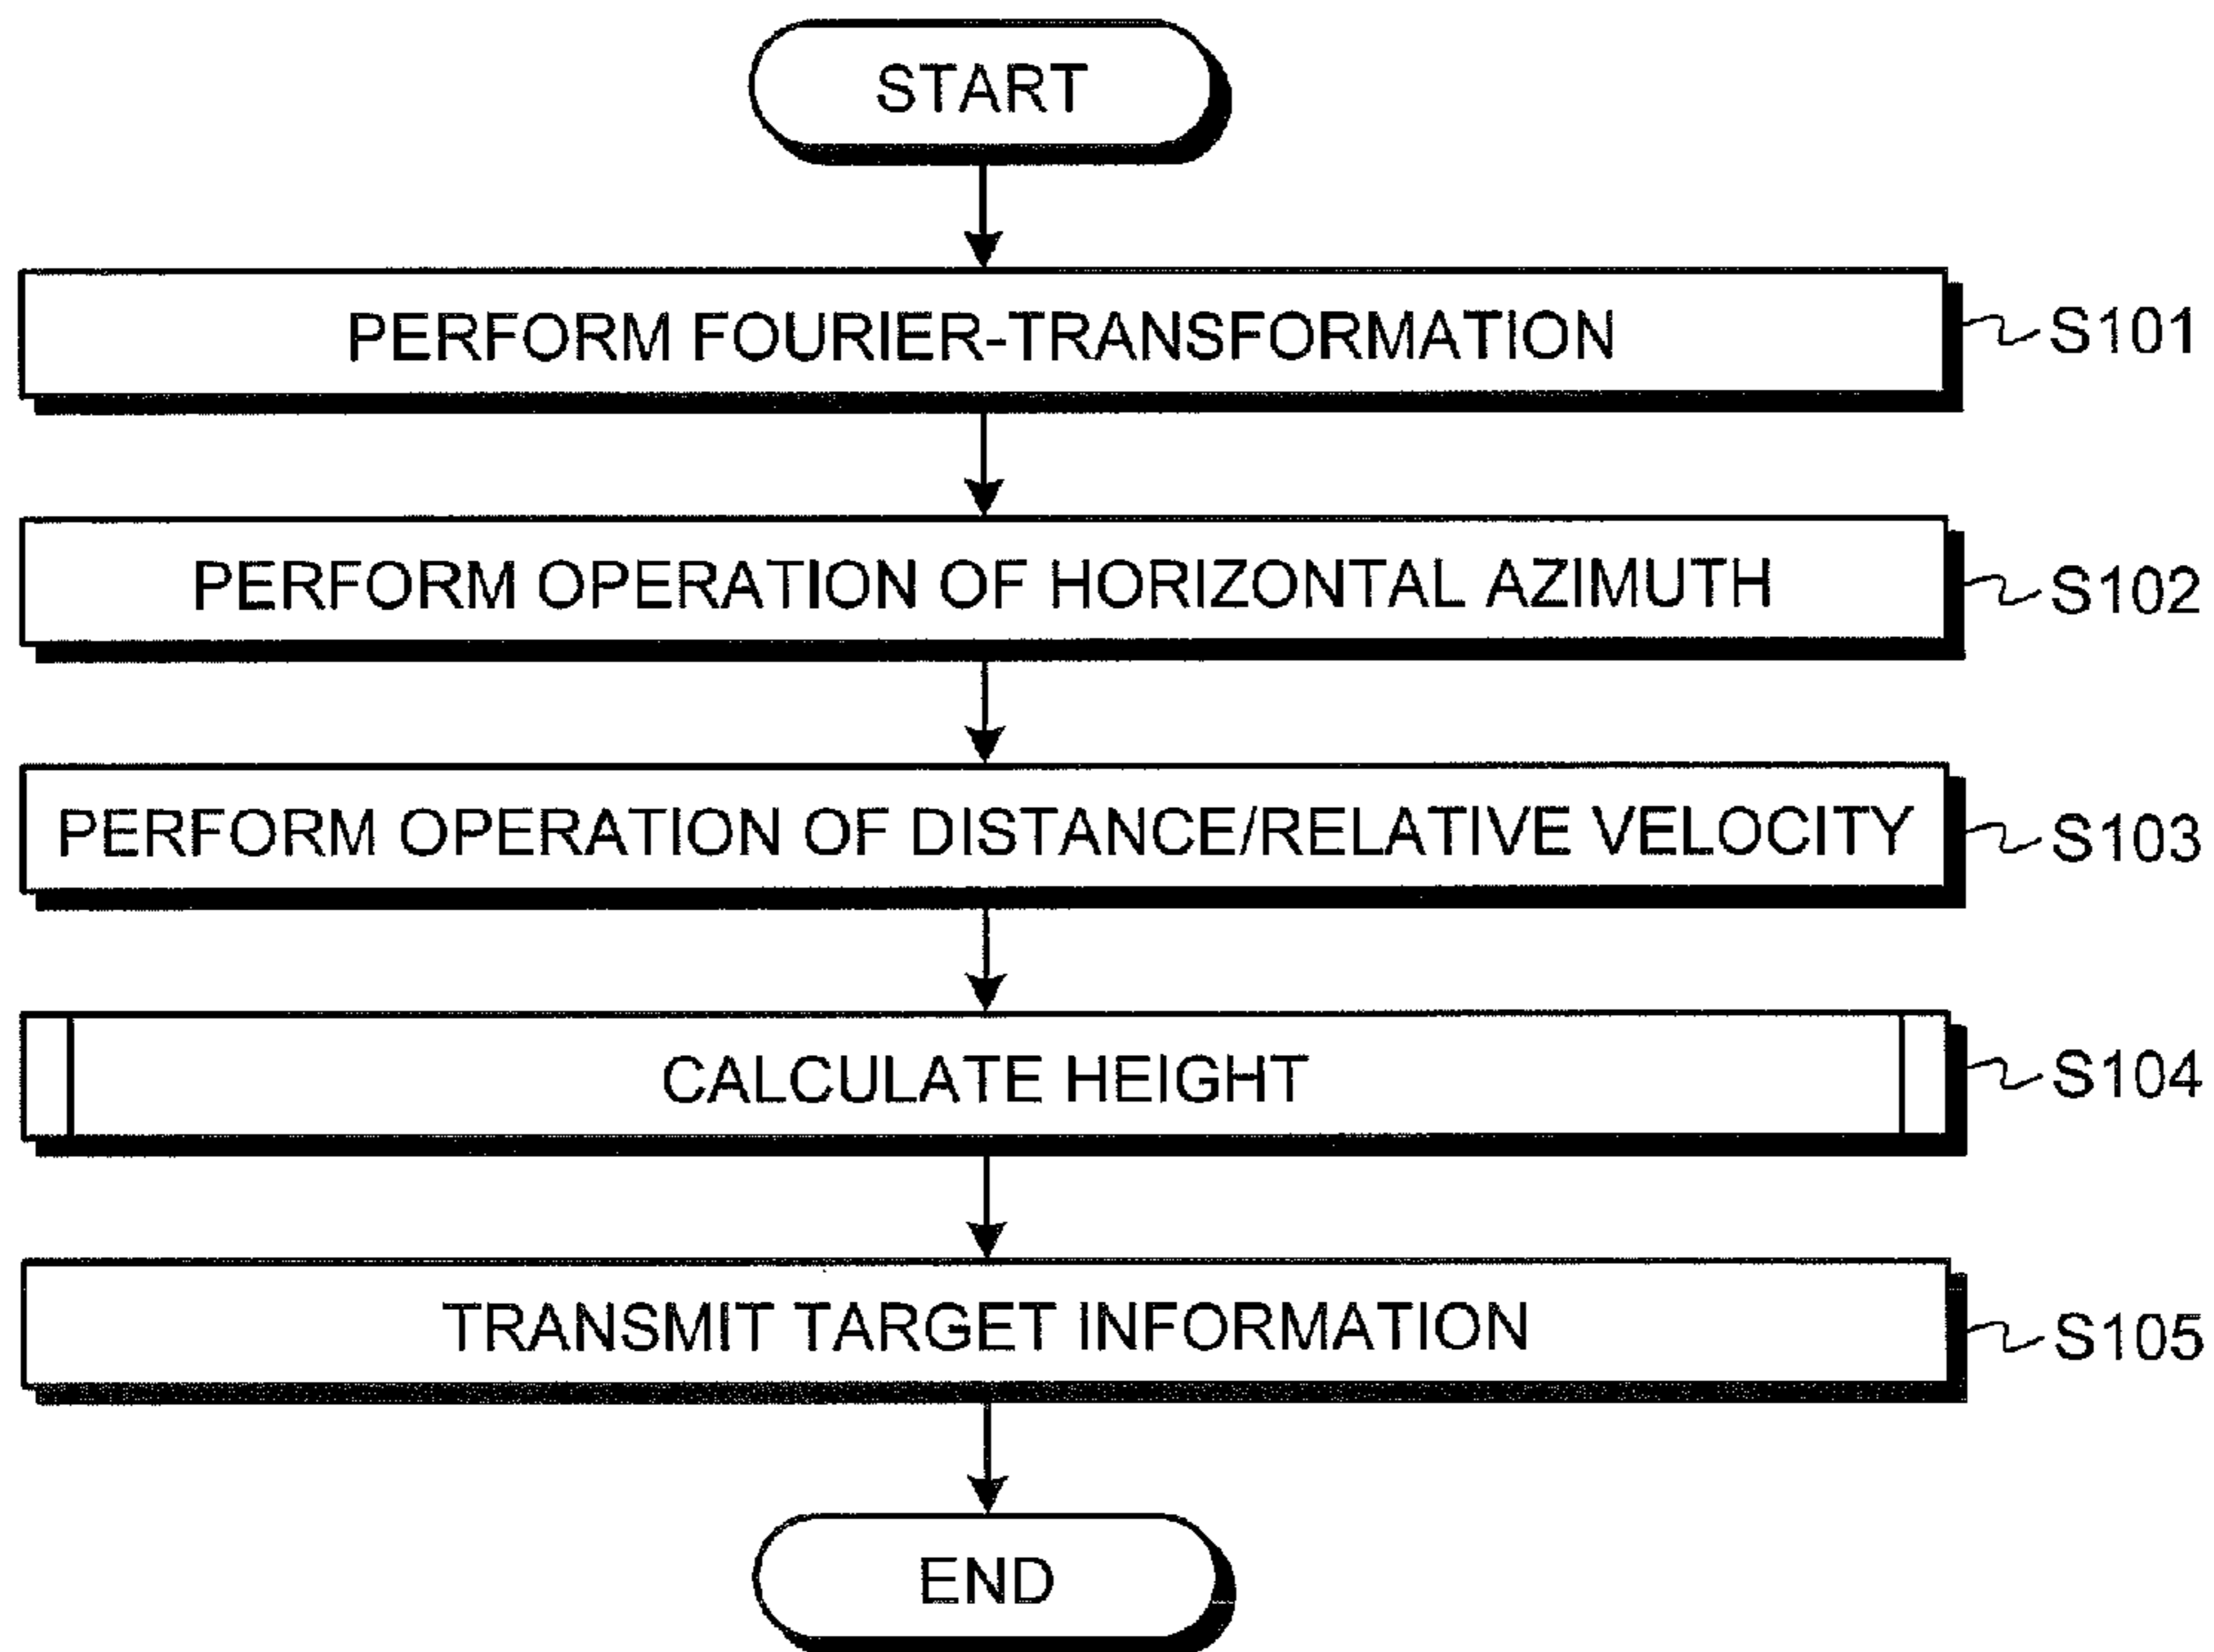 START
PERFORM FOURIER-TRANSFORMATION
S101
PERFORM OPERATION OF HORIZONTAL AZIMUTH
S102
PERFORM OPERATION OF DISTANCE/RELATIVE VELOCITY
S103
CALCULATE HEIGHT
S104
TRANSMIT TARGET INFORMATION
S105
END